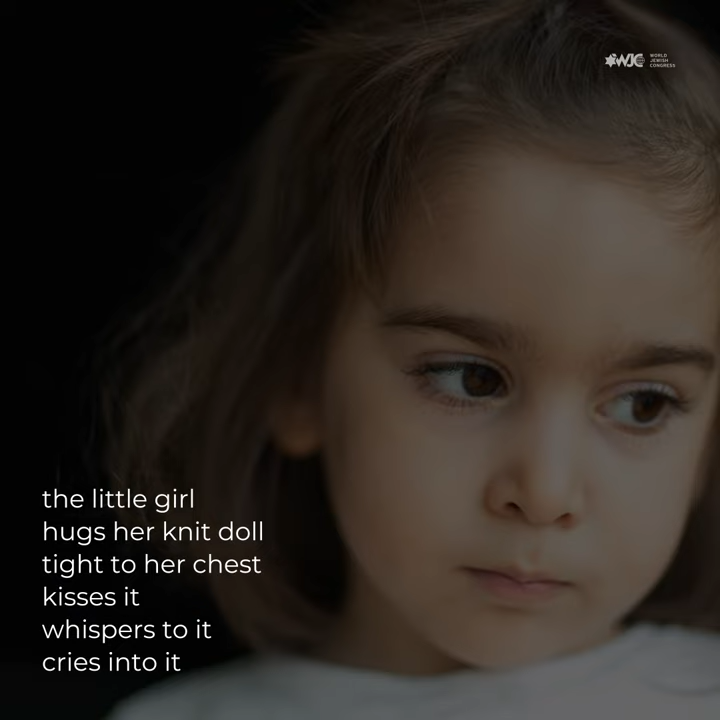 WJC
WORLD
JEWISH
CONGRESS
the little girl
hugs her knit doll
tight to her chest
kisses it
whispers to it
cries into it